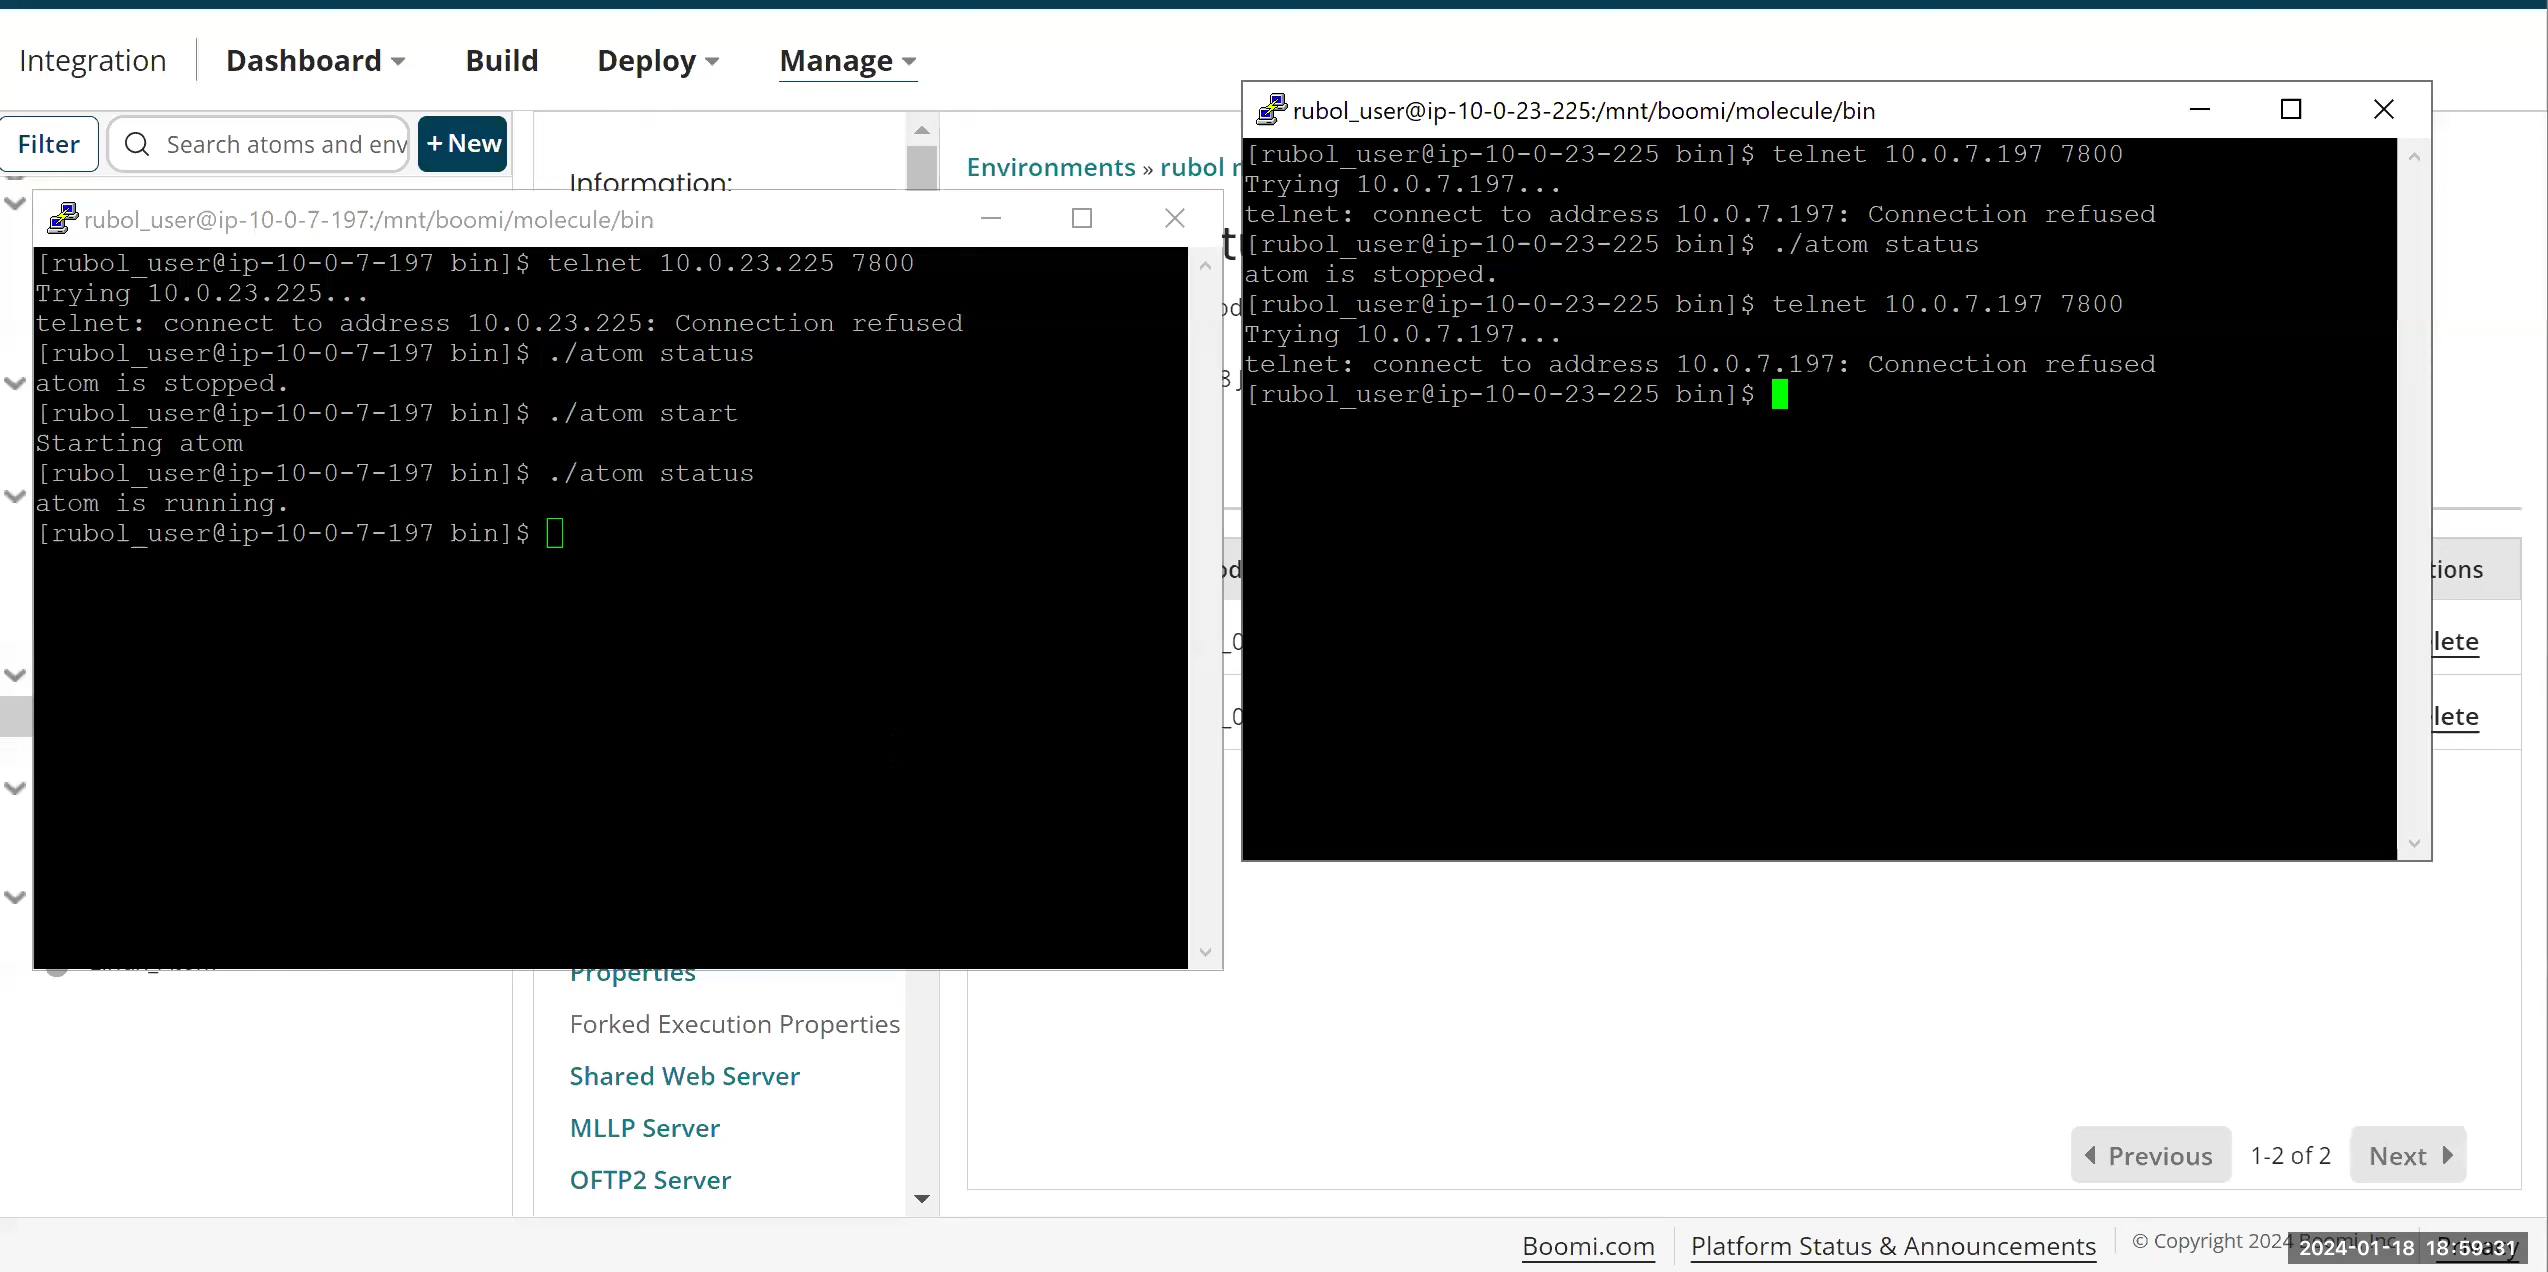 Integration
Dashboard
Build
Deploy
Manage
Filter
Search atoms and env
+ New
Information:
Environments » rubol
rubol_user@ip-10-0-7-197:/mnt/boomi/molecule/bin
[rubol_user@ip-10-0-7-197 bin]$ telnet 10.0.23.225 7800
Trying 10.0.23.225...
telnet: connect to address 10.0.23.225: Connection refused
[rubol_user@ip-10-0-7-197 bin]$ ./atom status
atom is stopped.
[rubol_user@ip-10-0-7-197 bin]$ ./atom start
Starting atom
[rubol_user@ip-10-0-7-197 bin]$ ./atom status
atom is running.
[rubol_user@ip-10-0-7-197 bin]$
rubol_user@ip-10-0-23-225:/mnt/boomi/molecule/bin
[rubol_user@ip-10-0-23-225 bin]$ telnet 10.0.7.197 7800
Trying 10.0.7.197...
telnet: connect to address 10.0.7.197: Connection refused
[rubol_user@ip-10-0-23-225 bin]$ ./atom status
atom is stopped.
[rubol_user@ip-10-0-23-225 bin]$ telnet 10.0.7.197 7800
Trying 10.0.7.197...
telnet: connect to address 10.0.7.197: Connection refused
[rubol_user@ip-10-0-23-225 bin]$
tions
lete
lete
Properties
Forked Execution Properties
Shared Web Server
MLLP Server
OFTP2 Server
Previous
1-2 of 2
Next
Boomi.com
Platform Status & Announcements
© Copyright 2024
2024-01-18 18:59:31